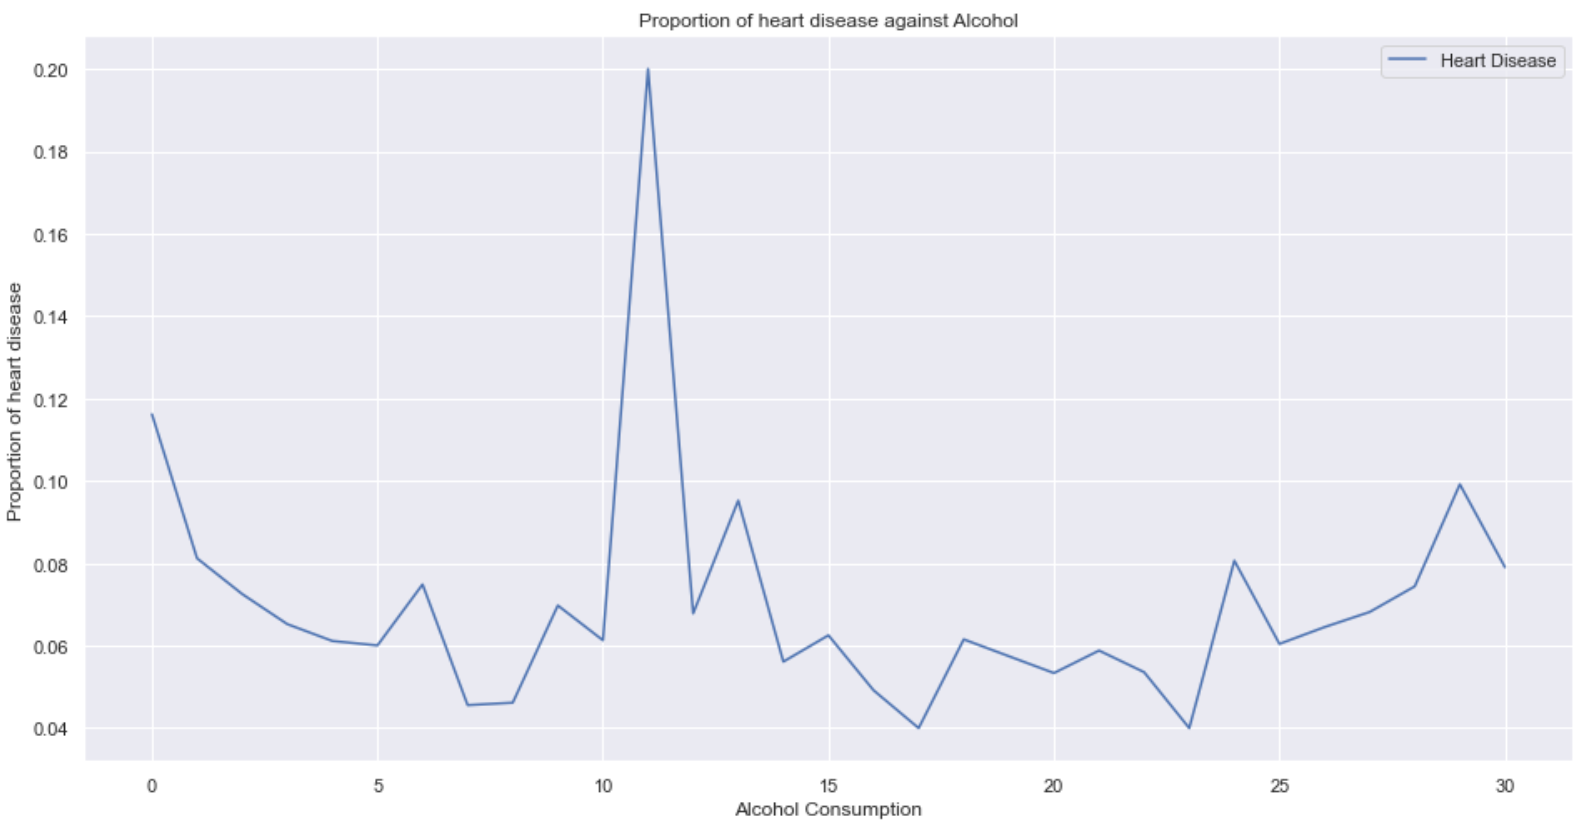 Proportion of heart disease against Alcohol
Heart Disease
Proportion of heart disease
0.20
0.18
0.16
0.14
0.12
0.10
0.08
0.06
0.04
0 5 10 15 20 25 30
Alcohol Consumption